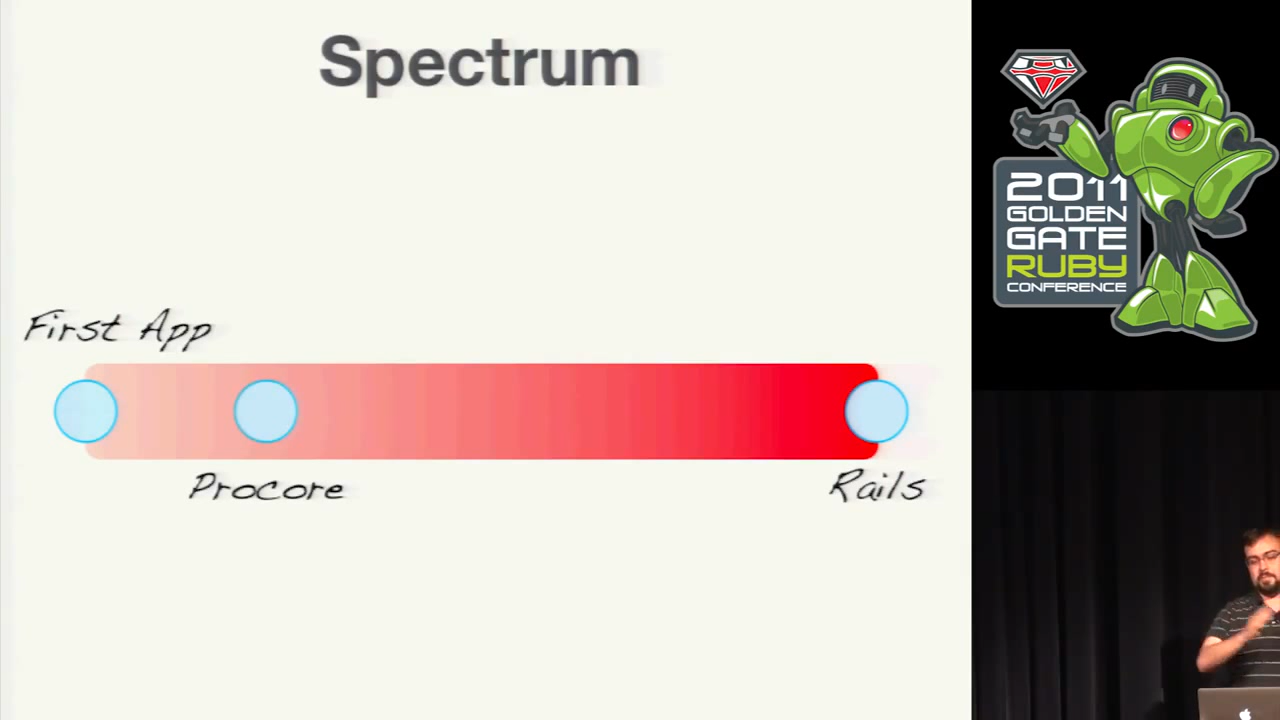 Spectrum
First App
Procore
Rails
2011
GOLDEN
GATE
RUBY
CONFERENCE